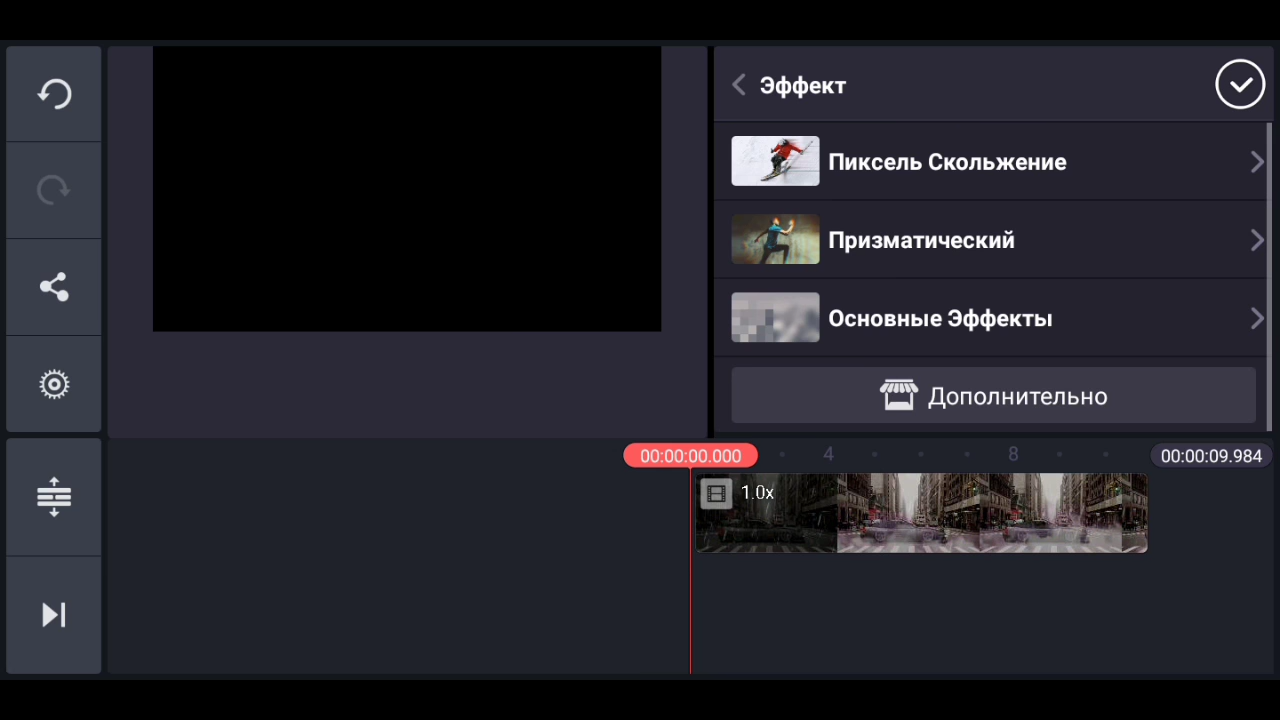 Эффект
Пиксель Скольжение
Призматический
Основные Эффекты
Дополнительно
00:00:00.000
4
8
00:00:09.984
1.0x